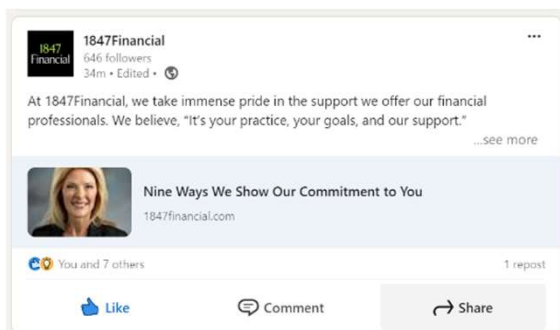 1847
Financial
1847Financial
646 followers
34m • Edited •
At 1847Financial, we take immense pride in the support we offer our financial
professionals. We believe, "It's your practice, your goals, and our support."
...see more
Nine Ways We Show Our Commitment to You
1847financial.com
You and 7 others
1 repost
Like
Comment
Share